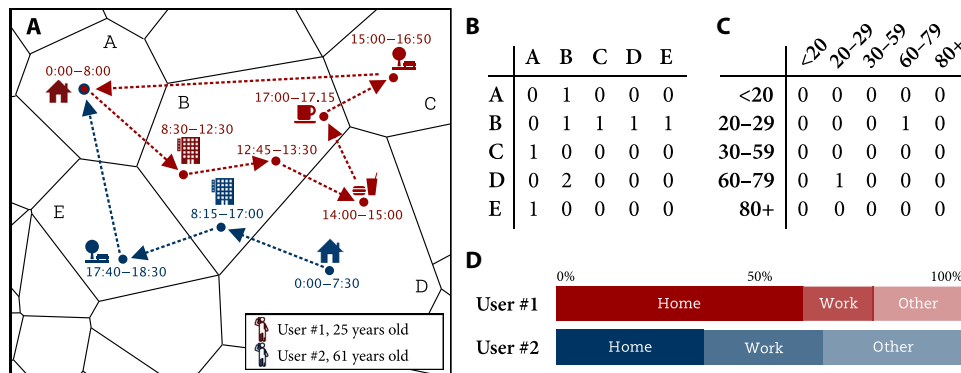 A
A
0:00−8:00
15:00−16:50
B
17:00−17.15
C
8:30−12:30
12:45−13:30
E
8:15−17:00
14:00−15:00
17:40−18:30
0:00−7:30
D
User #1, 25 years old
User #2, 61 years old
B
A B C D E
A 0 1 0 0 0
B 0 1 1 1 1
C 1 0 0 0 0
D 0 2 0 0 0
E 1 0 0 0 0
C
<20 20–29 30–59 60–79 80+
<20 0 0 0 0 0
20–29 0 0 0 1 0
30–59 0 0 0 0 0
60–79 0 1 0 0 0
80+ 0 0 0 0 0
D
0% 50% 100%
User #1 Home Work Other
User #2 Home Work Other